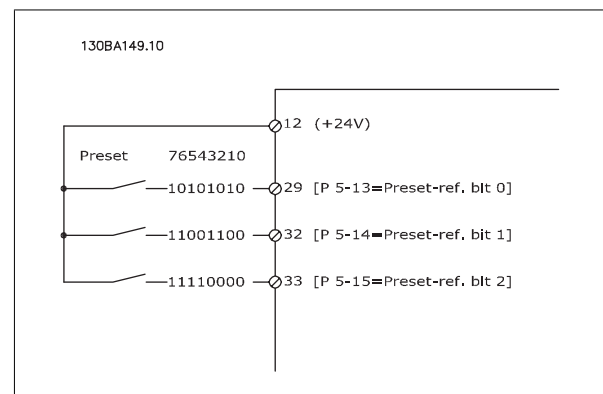 130BA149.10
12 (+24V)
Preset 76543210
10101010 29 [P 5-13=Preset-ref. bit 0]
11001100 32 [P 5-14=Preset-ref. bit 1]
11110000 33 [P 5-15=Preset-ref. bit 2]